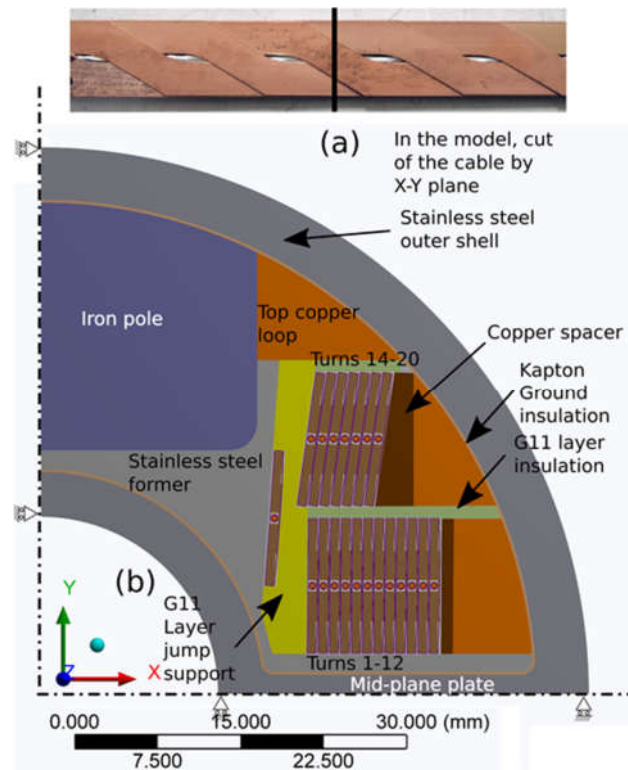 (a)
In the model, cut
of the cable by
X-Y plane
Stainless steel
outer shell
Iron pole
Top copper
loop
Turns 14-20
Copper spacer
Kapton
Ground
insulation
G11 layer
insulation
Stainless steel
former
(b)
G11
Layer
jump
support
Turns 1-12
Mid-plane plate
Y
Z
X
0.000
15.000
30.000 (mm)
7.500
22.500